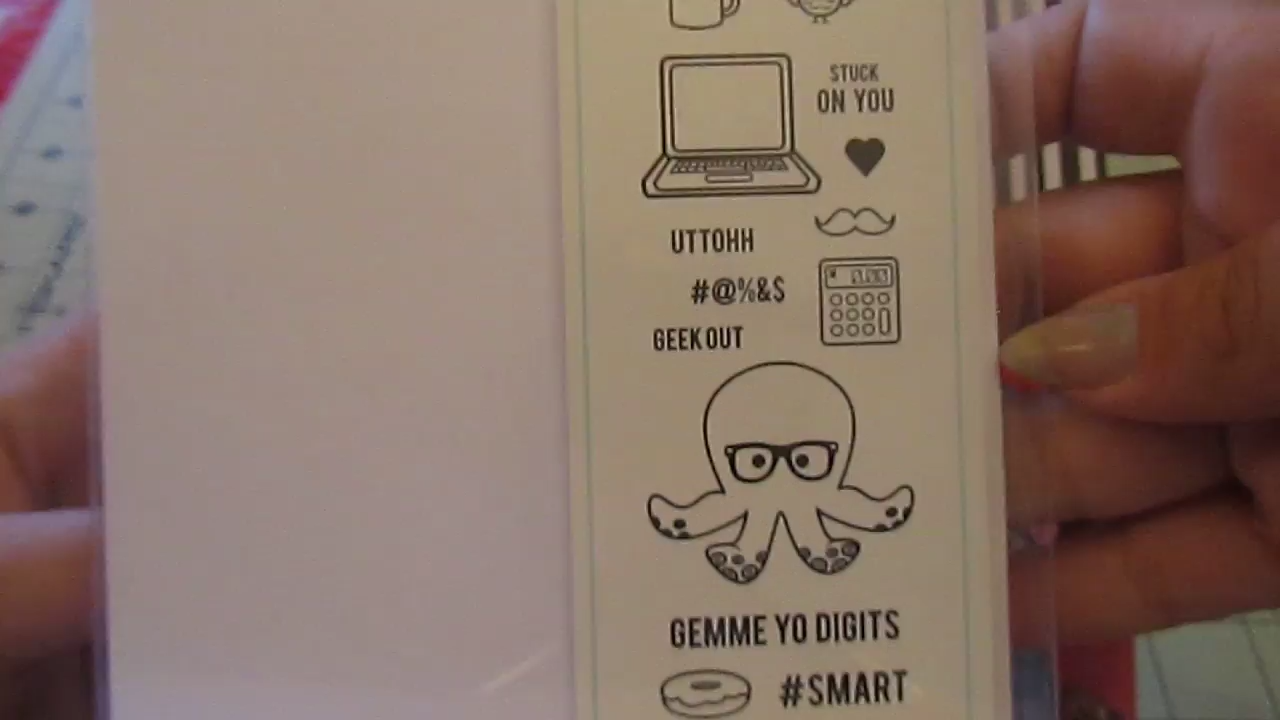 STUCK
ON YOU
UTTOHH
#@%&$
GEEK OUT
GEMME YO DIGITS
#SMART